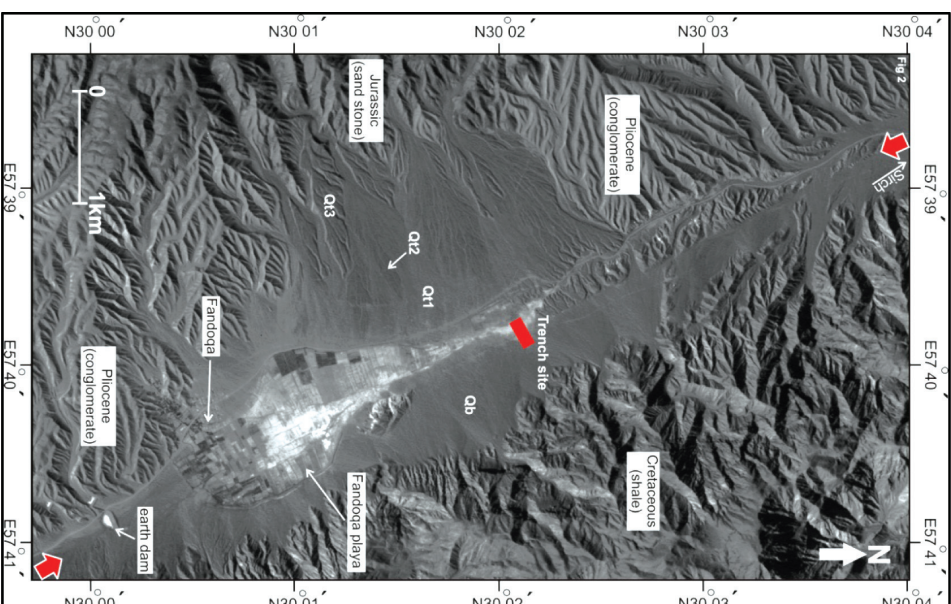 E57°39´
E57°40´
E57°41´
N30°04´
N30°04´
Fig 2
Sirch
N
N30°03´
N30°03´
Pliocene
(conglomerate)
Cretaceous
(shale)
Trench site
N30°02´
N30°02´
Qb
Qt1
Qt2
Jurassic
(sand stone)
Qt3
Fandoqa playa
N30°01´
N30°01´
Fandoqa
earth dam
Pliocene
(conglomerate)
0
1km
N30°00´
N30°00´
E57°39´
E57°40´
E57°41´